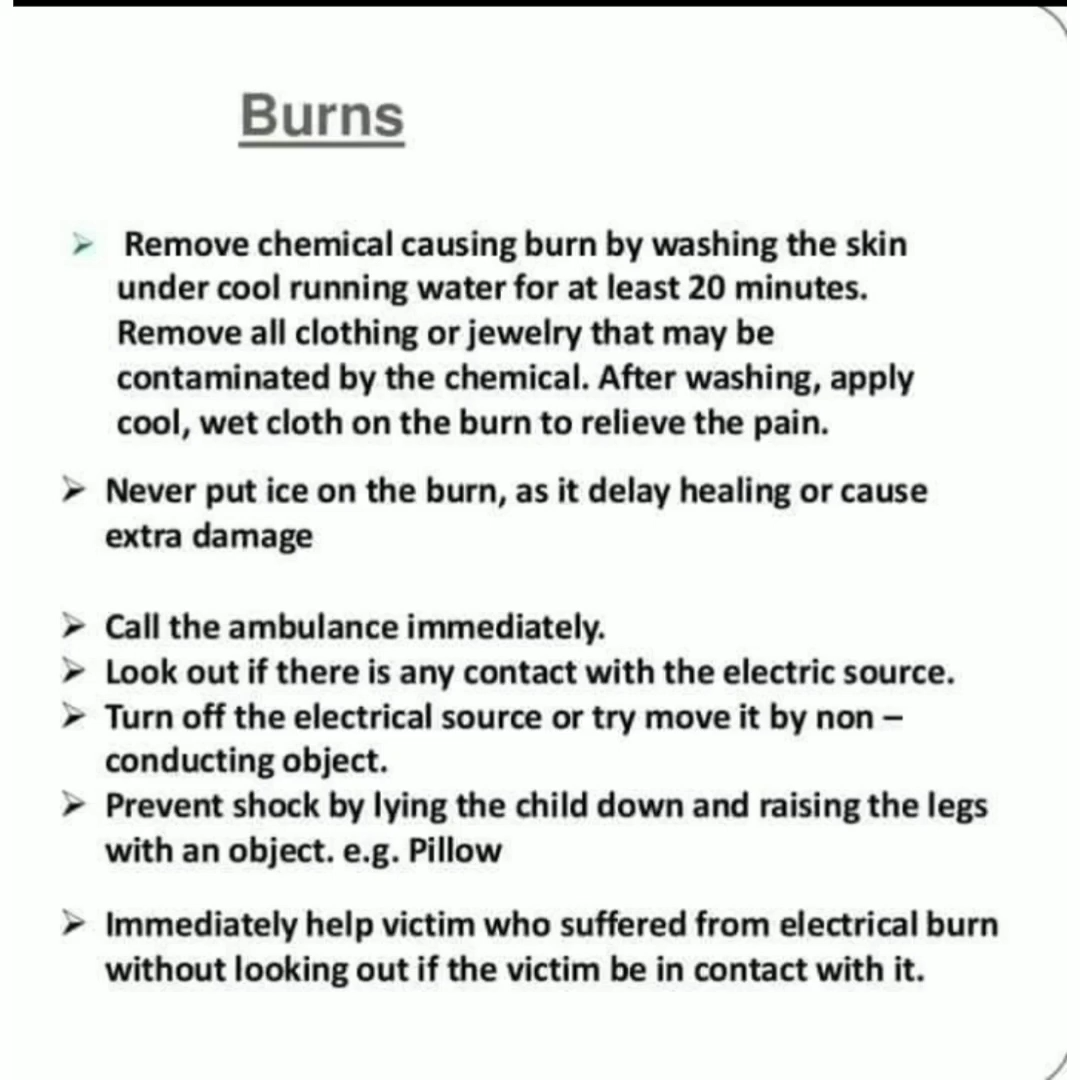 Burns
➢ Remove chemical causing burn by washing the skin
under cool running water for at least 20 minutes.
Remove all clothing or jewelry that may be
contaminated by the chemical. After washing, apply
cool, wet cloth on the burn to relieve the pain.
➢ Never put ice on the burn, as it delay healing or cause
extra damage
➢ Call the ambulance immediately.
➢ Look out if there is any contact with the electric source.
➢ Turn off the electrical source or try move it by non –
conducting object.
➢ Prevent shock by lying the child down and raising the legs
with an object. e.g. Pillow
➢ Immediately help victim who suffered from electrical burn
without looking out if the victim be in contact with it.